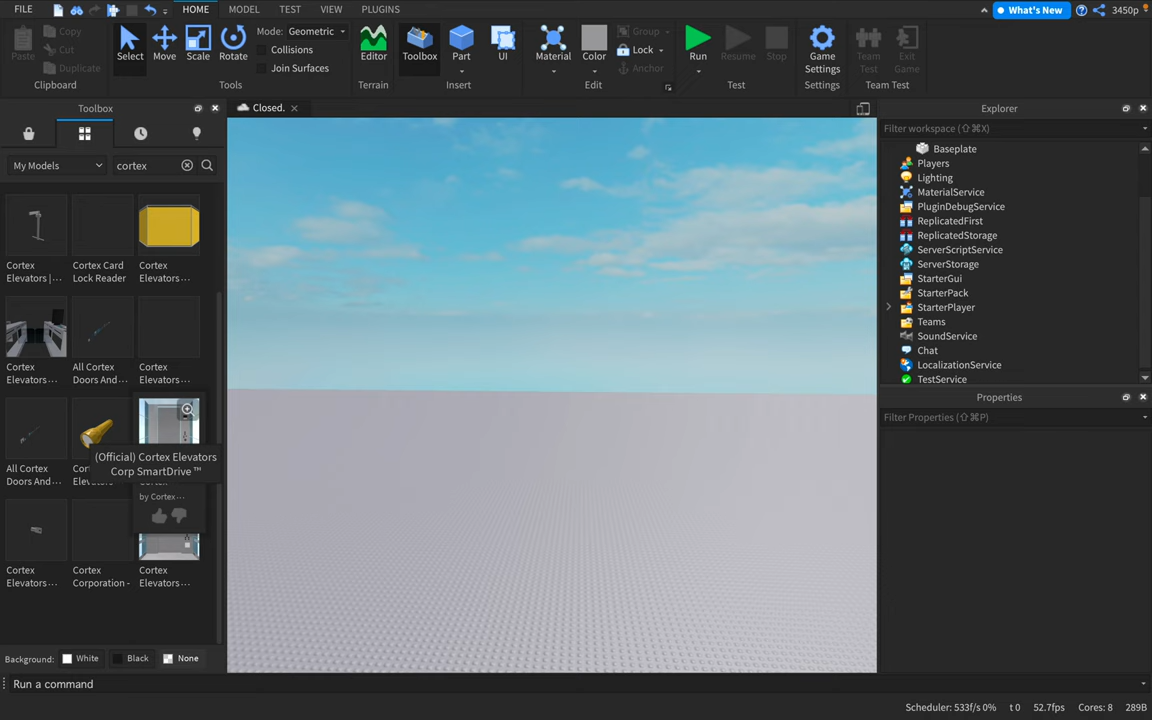 FILE HOME MODEL TEST VIEW PLUGINS What's New 3450p
Paste Copy Cut Duplicate
Clipboard
Select Move Scale Rotate
Mode: Geometric
Collisions
Join Surfaces
Tools
Editor
Terrain
Toolbox Part UI
Insert
Material Color
Group
Lock
Anchor
Edit
Run Resume Stop
Test
Game
Settings
Settings
Team
Test
Exit
Game
Team Test
Toolbox
My Models cortex
Cortex
Elevators |...
Cortex Card
Lock Reader
Cortex
Elevators...
Cortex
Elevators...
All Cortex
Doors And...
Cortex
Elevators...
All Cortex
Doors And...
(Official) Cortex Elevators
Corp SmartDrive™
by Cortex...
Cortex
Elevators...
Cortex
Corporation -
Cortex
Elevators...
Background: White Black None
Closed.
Explorer
Filter workspace (⇧⌘X)
Baseplate
Players
Lighting
MaterialService
PluginDebugService
ReplicatedFirst
ReplicatedStorage
ServerScriptService
ServerStorage
StarterGui
StarterPack
StarterPlayer
Teams
SoundService
Chat
LocalizationService
TestService
Properties
Filter Properties (⇧⌘P)
Run a command
Scheduler: 533f/s 0% t 0 52.7fps Cores: 8 289B